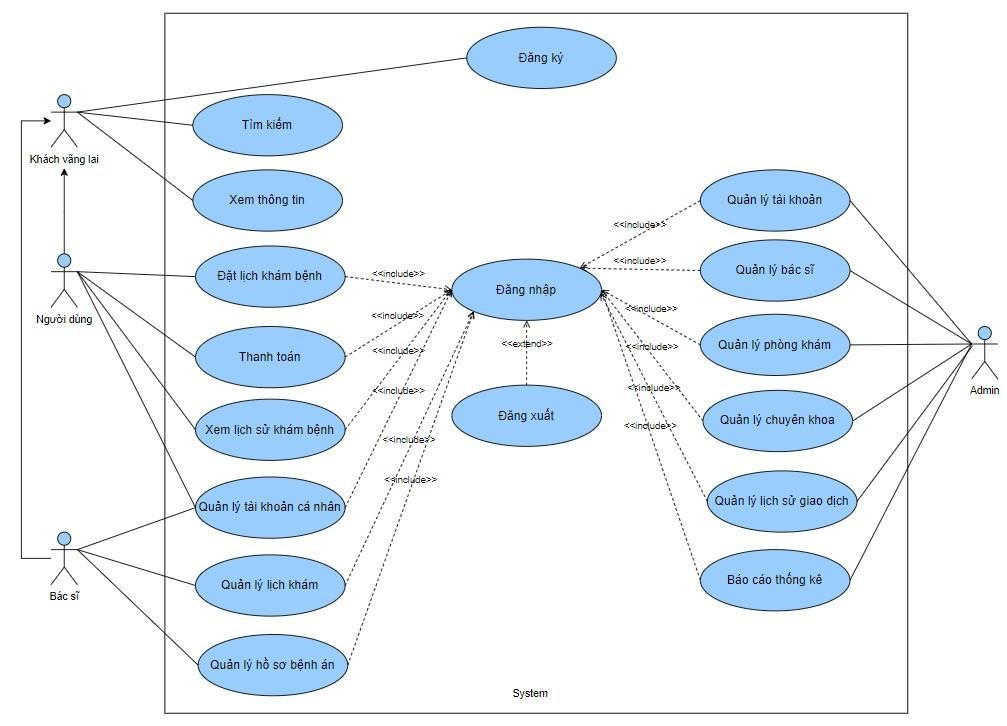 Đăng ký
Tìm kiếm
Khách vãng lai
Xem thông tin
Quản lý tài khoản
<<include>>
<<include>>
Quản lý bác sĩ
Đặt lịch khám bệnh
<<include>>
Đăng nhập
Người dùng
<<include>>
<<include>>
Quản lý phòng khám
<<extend>>
<<include>>
<<include>>
Thanh toán
Admin
<<include>>
<<include>>
Đăng xuất
Quản lý chuyên khoa
Xem lịch sử khám bệnh
<<include>>
<<include>>
<<include>>
Quản lý tài khoản cá nhân
Quản lý lịch sử giao dịch
Bác sĩ
Quản lý lịch khám
Báo cáo thống kê
Quản lý hồ sơ bệnh án
System